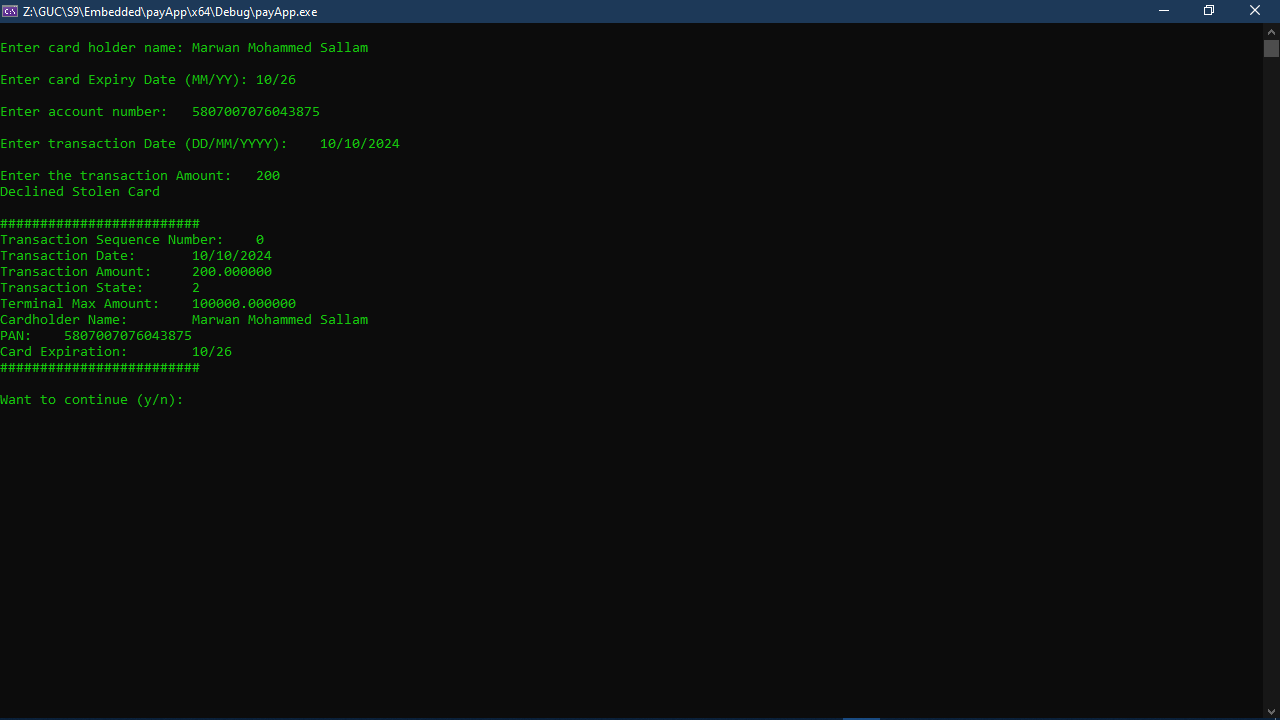 Z:\GUC\S9\Embedded\payApp\x64\Debug\payApp.exe
Enter card holder name: Marwan Mohammed Sallam
Enter card Expiry Date (MM/YY): 10/26
Enter account number:   5807007076043875
Enter transaction Date (DD/MM/YYYY):    10/10/2024
Enter the transaction Amount:   200
Declined Stolen Card
#########################
Transaction Sequence Number:    0
Transaction Date:       10/10/2024
Transaction Amount:     200.000000
Transaction State:      2
Terminal Max Amount:    100000.000000
Cardholder Name:        Marwan Mohammed Sallam
PAN:    5807007076043875
Card Expiration:        10/26
#########################
Want to continue (y/n):